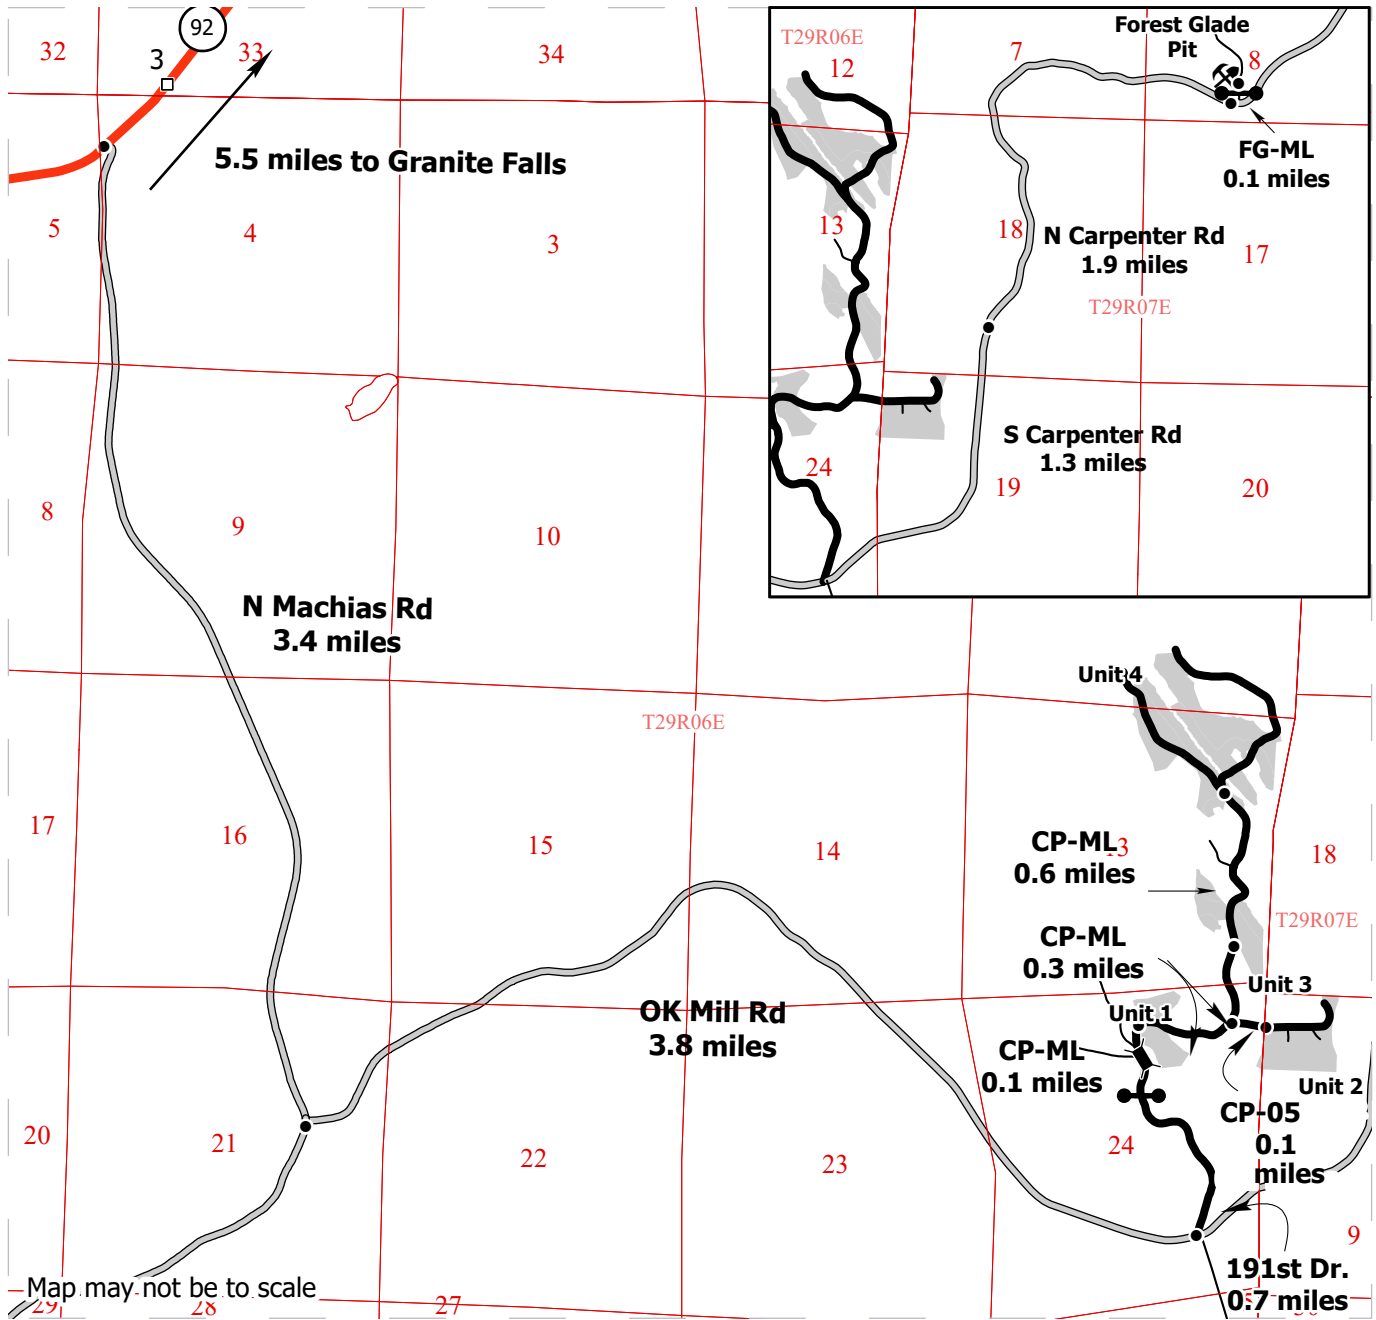 32
92
33
3
34
5.5 miles to Granite Falls
5
4
3
8
9
10
N Machias Rd
3.4 miles
T29R06E
17
16
15
14
13
18
T29R07E
OK Mill Rd
3.8 miles
20
21
22
23
24
9
29
28
27
Map may not be to scale
T29R06E
12
7
Forest Glade
Pit
8
FG-ML
0.1 miles
13
18
N Carpenter Rd
1.9 miles
17
T29R07E
S Carpenter Rd
1.3 miles
24
19
20
Unit 4
CP-ML
0.6 miles
CP-ML
0.3 miles
Unit 3
Unit 1
CP-ML
0.1 miles
Unit 2
CP-05
0.1
miles
191st Dr.
0.7 miles